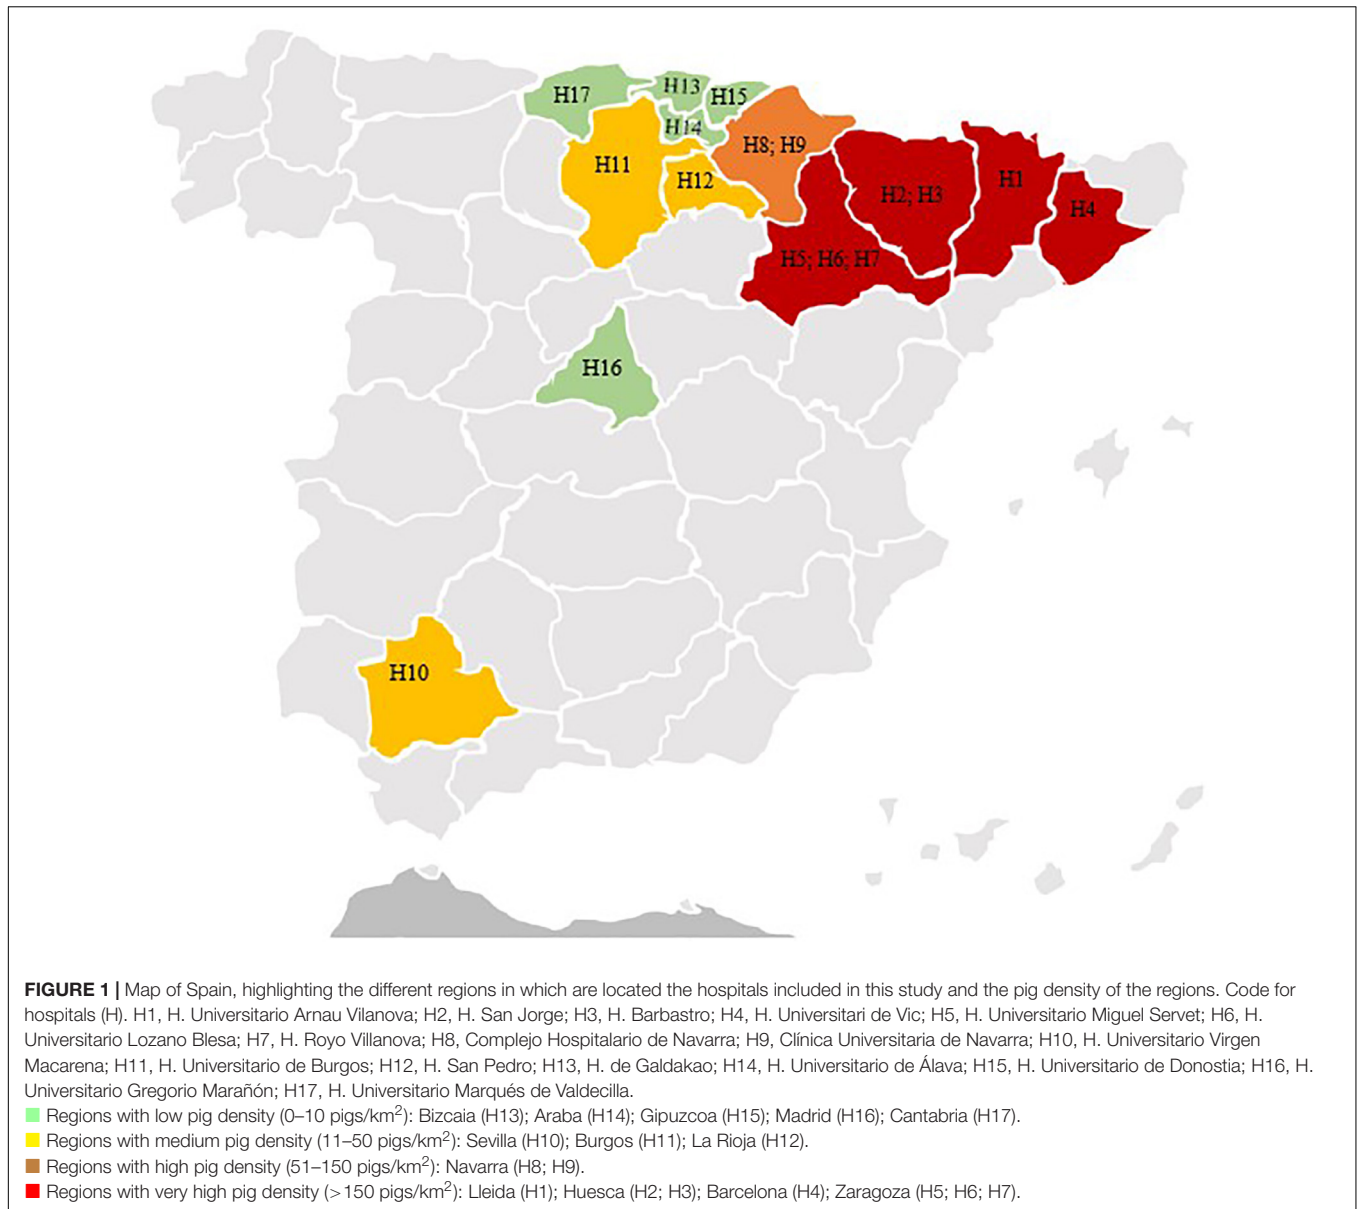 H17
H13
H15
H14
H8; H9
H11
H12
H2; H3
H1
H4
H5; H6; H7
H16
H10
FIGURE 1 | Map of Spain, highlighting the different regions in which are located the hospitals included in this study and the pig density of the regions. Code for
hospitals (H). H1, H. Universitario Arnau Vilanova; H2, H. San Jorge; H3, H. Barbastro; H4, H. Universitari de Vic; H5, H. Universitario Miguel Servet; H6, H.
Universitario Lozano Blesa; H7, H. Royo Villanova; H8, Complejo Hospitalario de Navarra; H9, Clínica Universitaria de Navarra; H10, H. Universitario Virgen
Macarena; H11, H. Universitario de Burgos; H12, H. San Pedro; H13, H. de Galdakao; H14, H. Universitario de Álava; H15, H. Universitario de Donostia; H16, H.
Universitario Gregorio Marañón; H17, H. Universitario Marqués de Valdecilla.
Regions with low pig density (0–10 pigs/km²): Bizcaia (H13); Araba (H14); Gipuzcoa (H15); Madrid (H16); Cantabria (H17).
Regions with medium pig density (11–50 pigs/km²): Sevilla (H10); Burgos (H11); La Rioja (H12).
Regions with high pig density (51–150 pigs/km²): Navarra (H8; H9).
Regions with very high pig density (>150 pigs/km²): Lleida (H1); Huesca (H2; H3); Barcelona (H4); Zaragoza (H5; H6; H7).